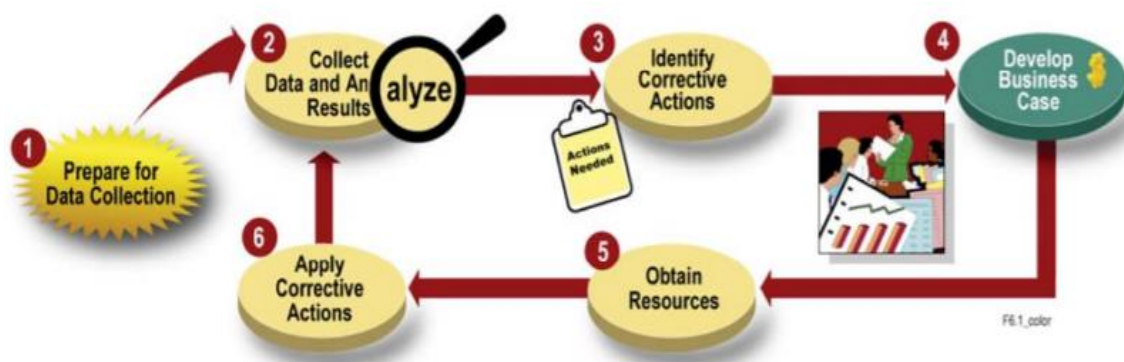 1
Prepare for
Data Collection
2
Collect
Data and An
Results
alyze
3
Identify
Corrective
Actions
Actions
Needed
4
Develop
Business
Case
$
5
Obtain
Resources
6
Apply
Corrective
Actions
F6.1_color